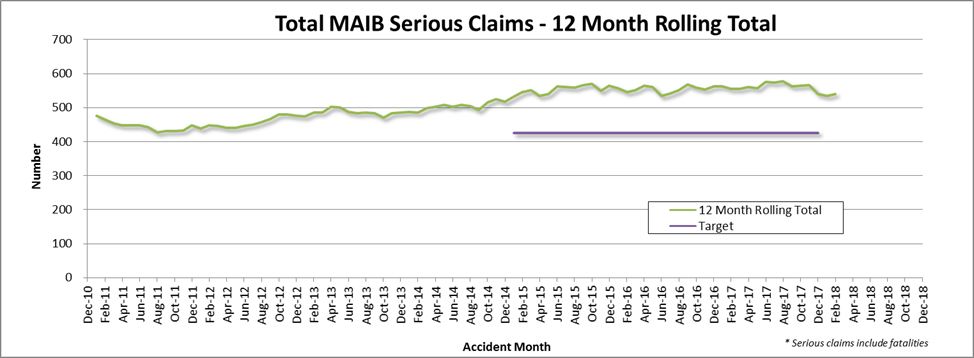 Total MAIB Serious Claims - 12 Month Rolling Total
700
600
500
400
300
200
100
0
Number
12 Month Rolling Total
Target
Dec-10
Feb-11
Apr-11
Jun-11
Aug-11
Oct-11
Dec-11
Feb-12
Apr-12
Jun-12
Aug-12
Oct-12
Dec-12
Feb-13
Apr-13
Jun-13
Aug-13
Oct-13
Dec-13
Feb-14
Apr-14
Jun-14
Aug-14
Oct-14
Dec-14
Feb-15
Apr-15
Jun-15
Aug-15
Oct-15
Dec-15
Feb-16
Apr-16
Jun-16
Aug-16
Oct-16
Dec-16
Feb-17
Apr-17
Jun-17
Aug-17
Oct-17
Dec-17
Feb-18
Apr-18
Jun-18
Aug-18
Oct-18
Dec-18
Accident Month
* Serious claims include fatalities